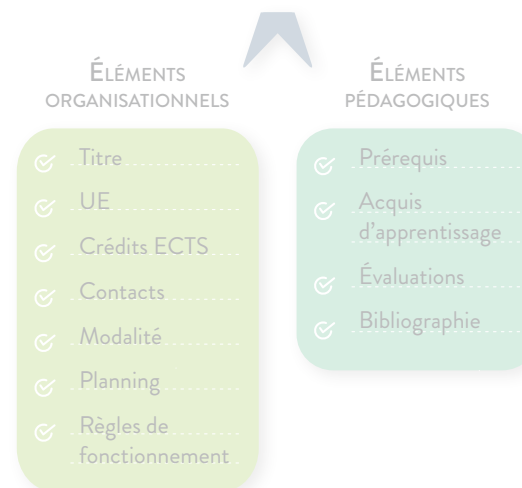 Éléments
organisationnels
Titre
UE
Crédits ECTS
Contacts
Modalité
Planning
Règles de
fonctionnement
Éléments
pédagogiques
Prérequis
Acquis
d’apprentissage
Évaluations
Bibliographie